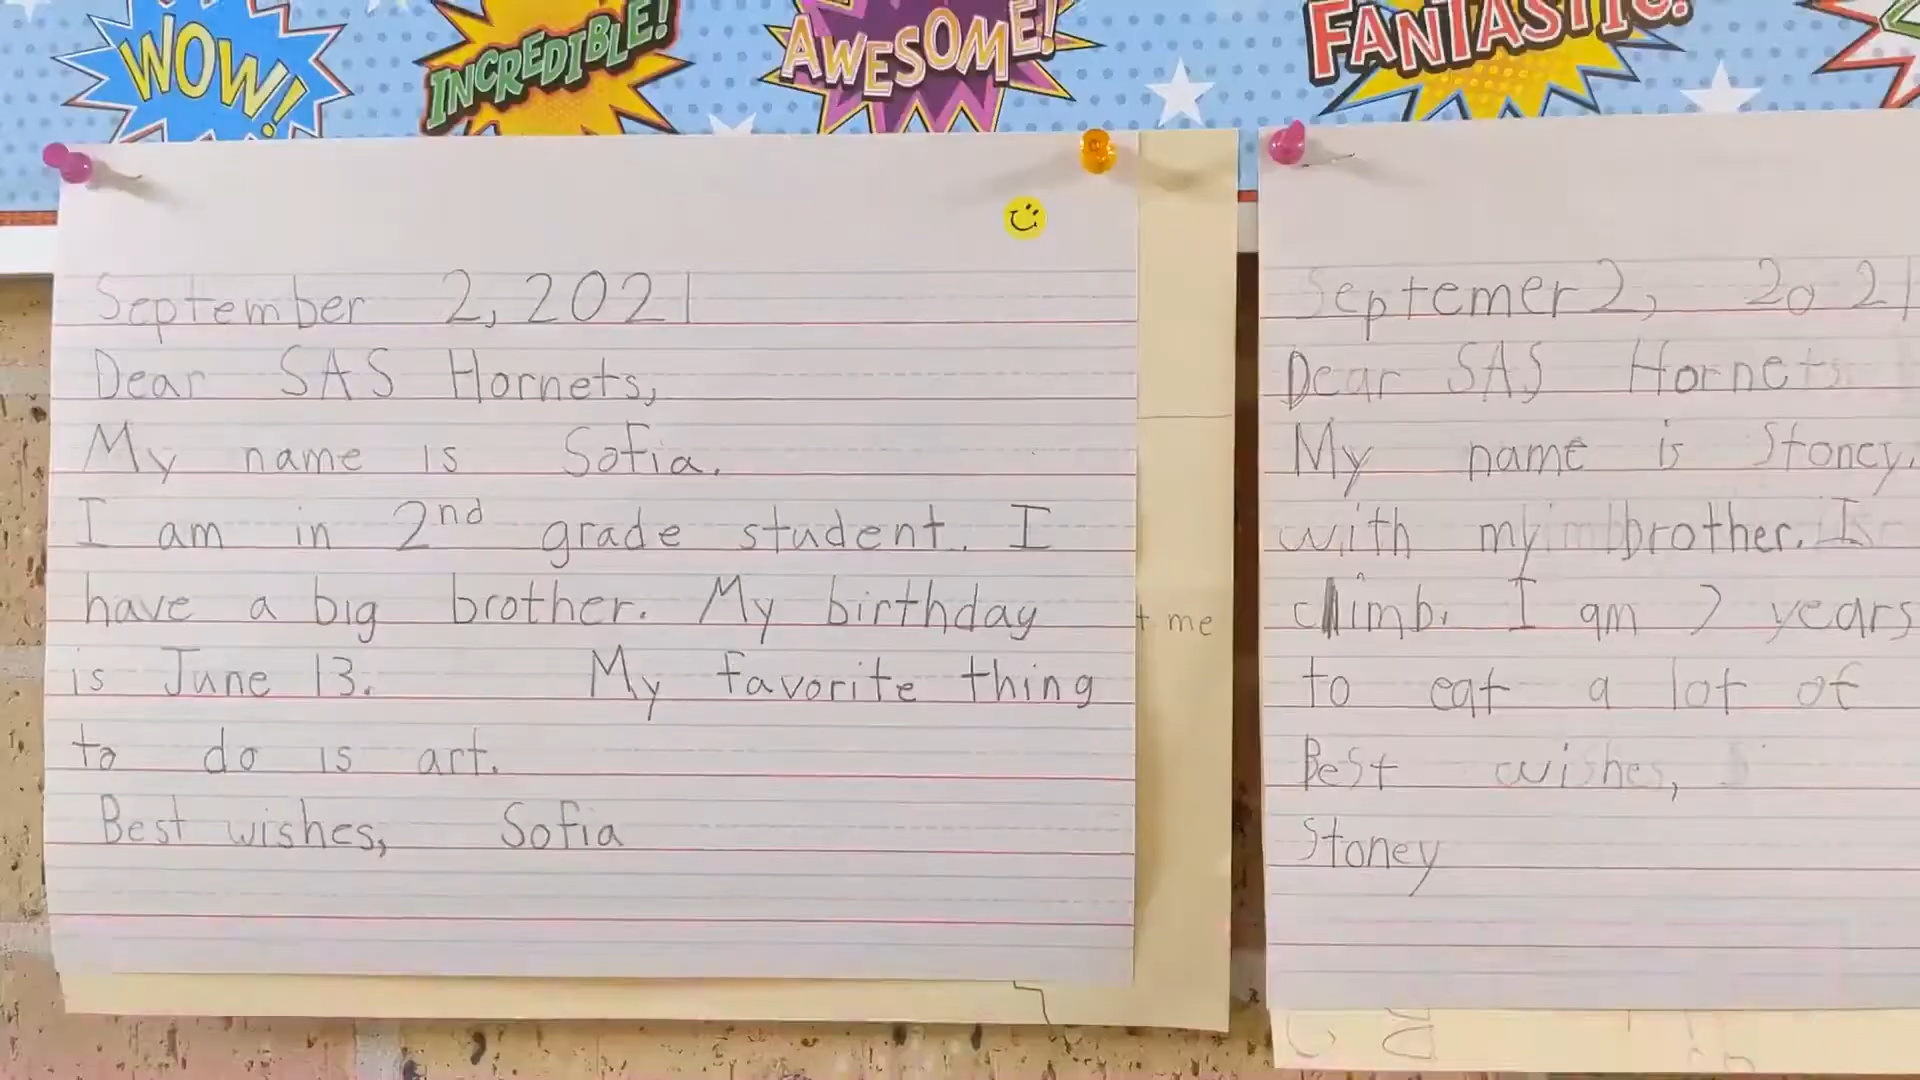 WOW!
INCREDIBLE!
AWESOME!
FANTASTIC!
September 2, 2021
Dear SAS Hornets,
My name is Sofia.
I am in 2nd grade student. I
have a big brother. My birthday
is June 13. My favorite thing
to do is art.
Best wishes, Sofia
me
Septemer 2, 2021
Dear SAS Hornets
My name is Stoney.
with my brother. I
climb. I am 7 years
to eat a lot of
Best wishes,
Stoney